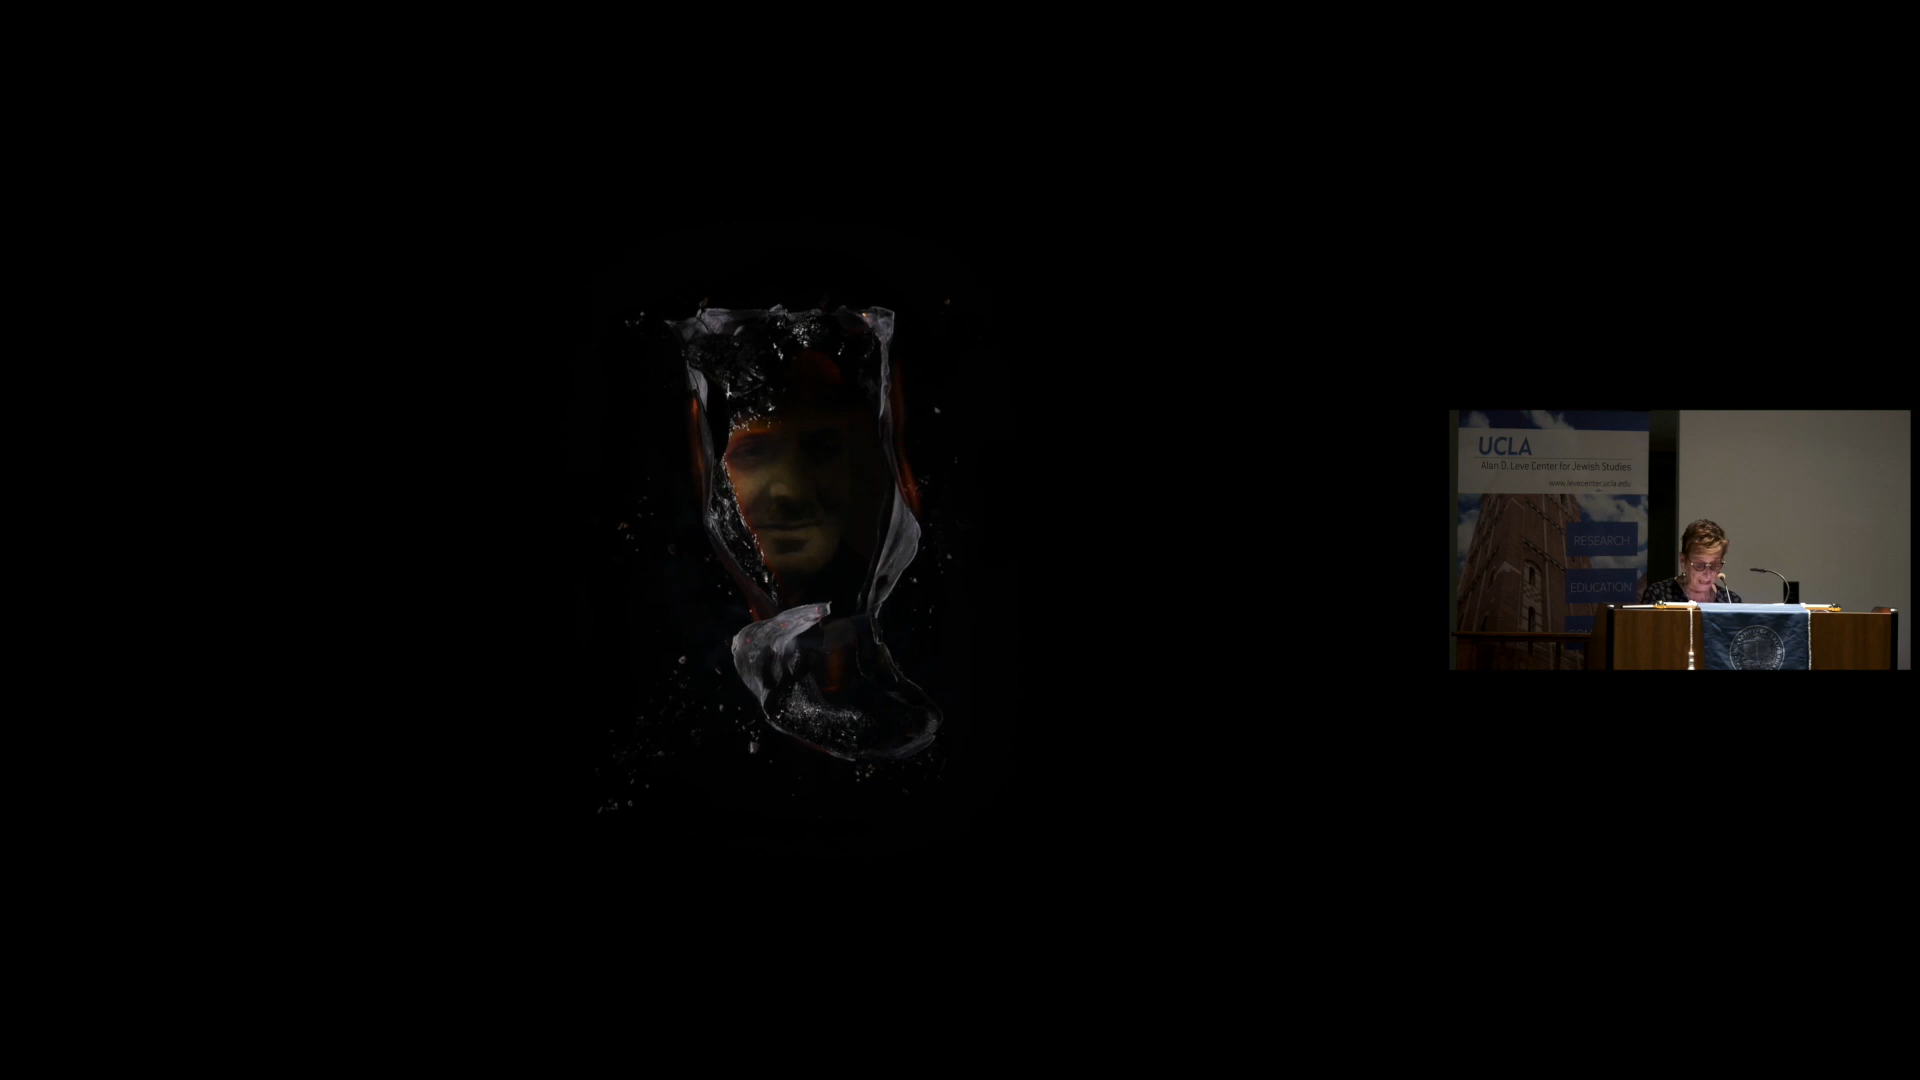 UCLA
Alan D. Leve Center for Jewish Studies
www.levecenter.ucla.edu
RESEARCH
EDUCATION